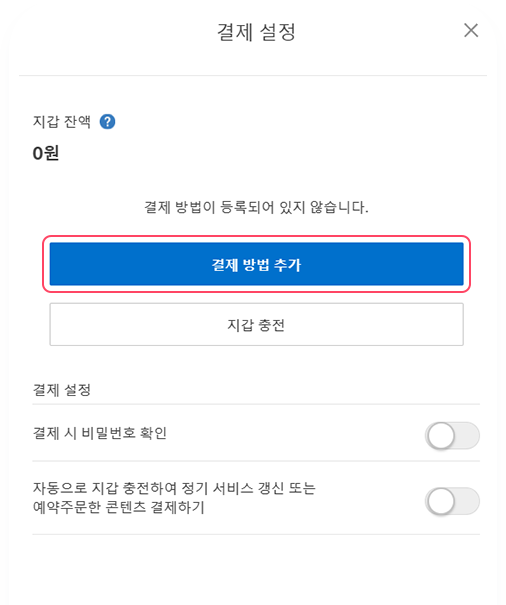 결제 설정
지갑 잔액 ?
0원
결제 방법이 등록되어 있지 않습니다.
결제 방법 추가
지갑 충전
결제 설정
결제 시 비밀번호 확인
자동으로 지갑 충전하여 정기 서비스 갱신 또는
예약주문한 콘텐츠 결제하기